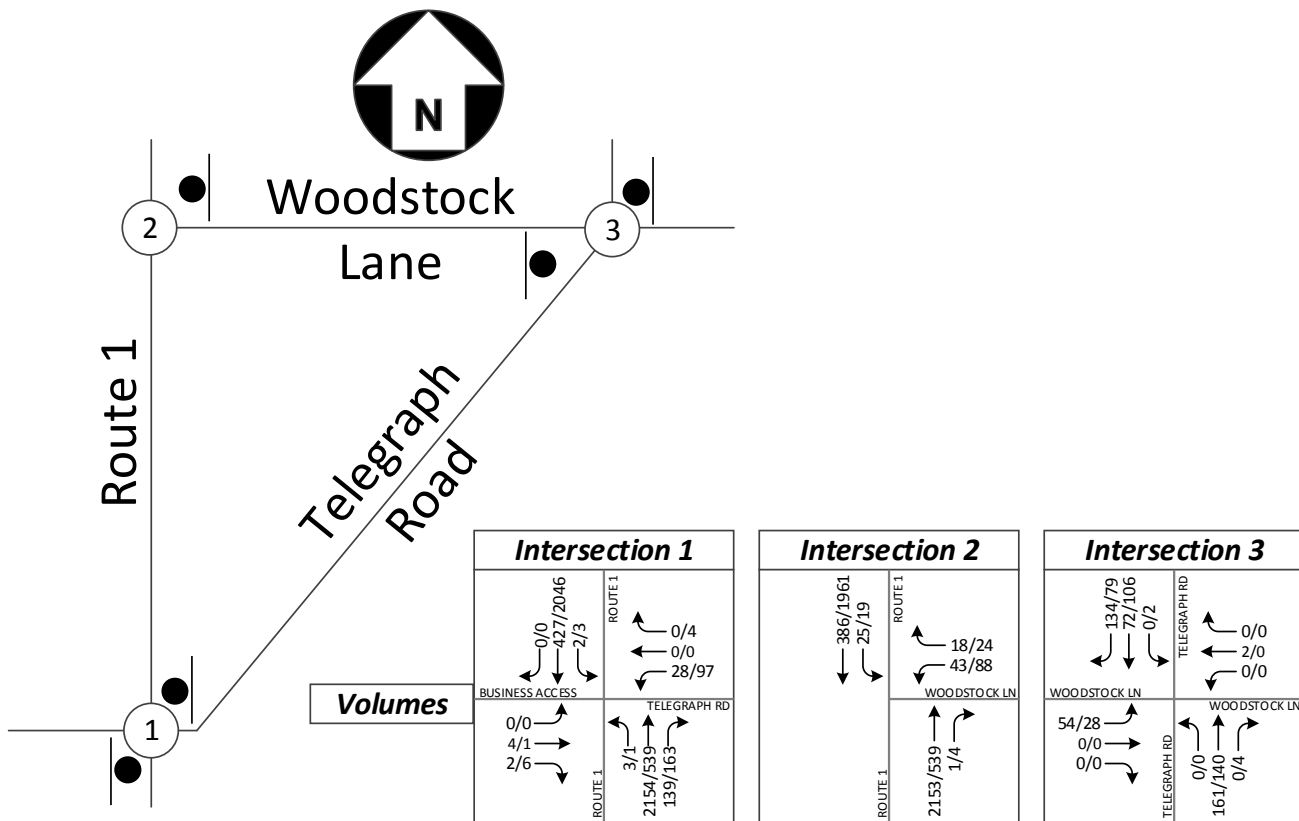 N
Woodstock
Lane
2
3
Route 1
Telegraph
Road
1
Volumes
Intersection 1
0/0
427/2046
2/3
ROUTE 1
0/4
0/0
28/97
BUSINESS ACCESS
TELEGRAPH RD
0/0
4/1
2/6
ROUTE 1
3/1
2154/539
139/163
Intersection 2
386/1961
25/19
ROUTE 1
18/24
43/88
WOODSTOCK LN
ROUTE 1
2153/539
1/4
Intersection 3
134/79
72/106
0/2
TELEGRAPH RD
0/0
2/0
0/0
WOODSTOCK LN
WOODSTOCK LN
54/28
0/0
0/0
TELEGRAPH RD
0/0
161/140
0/4